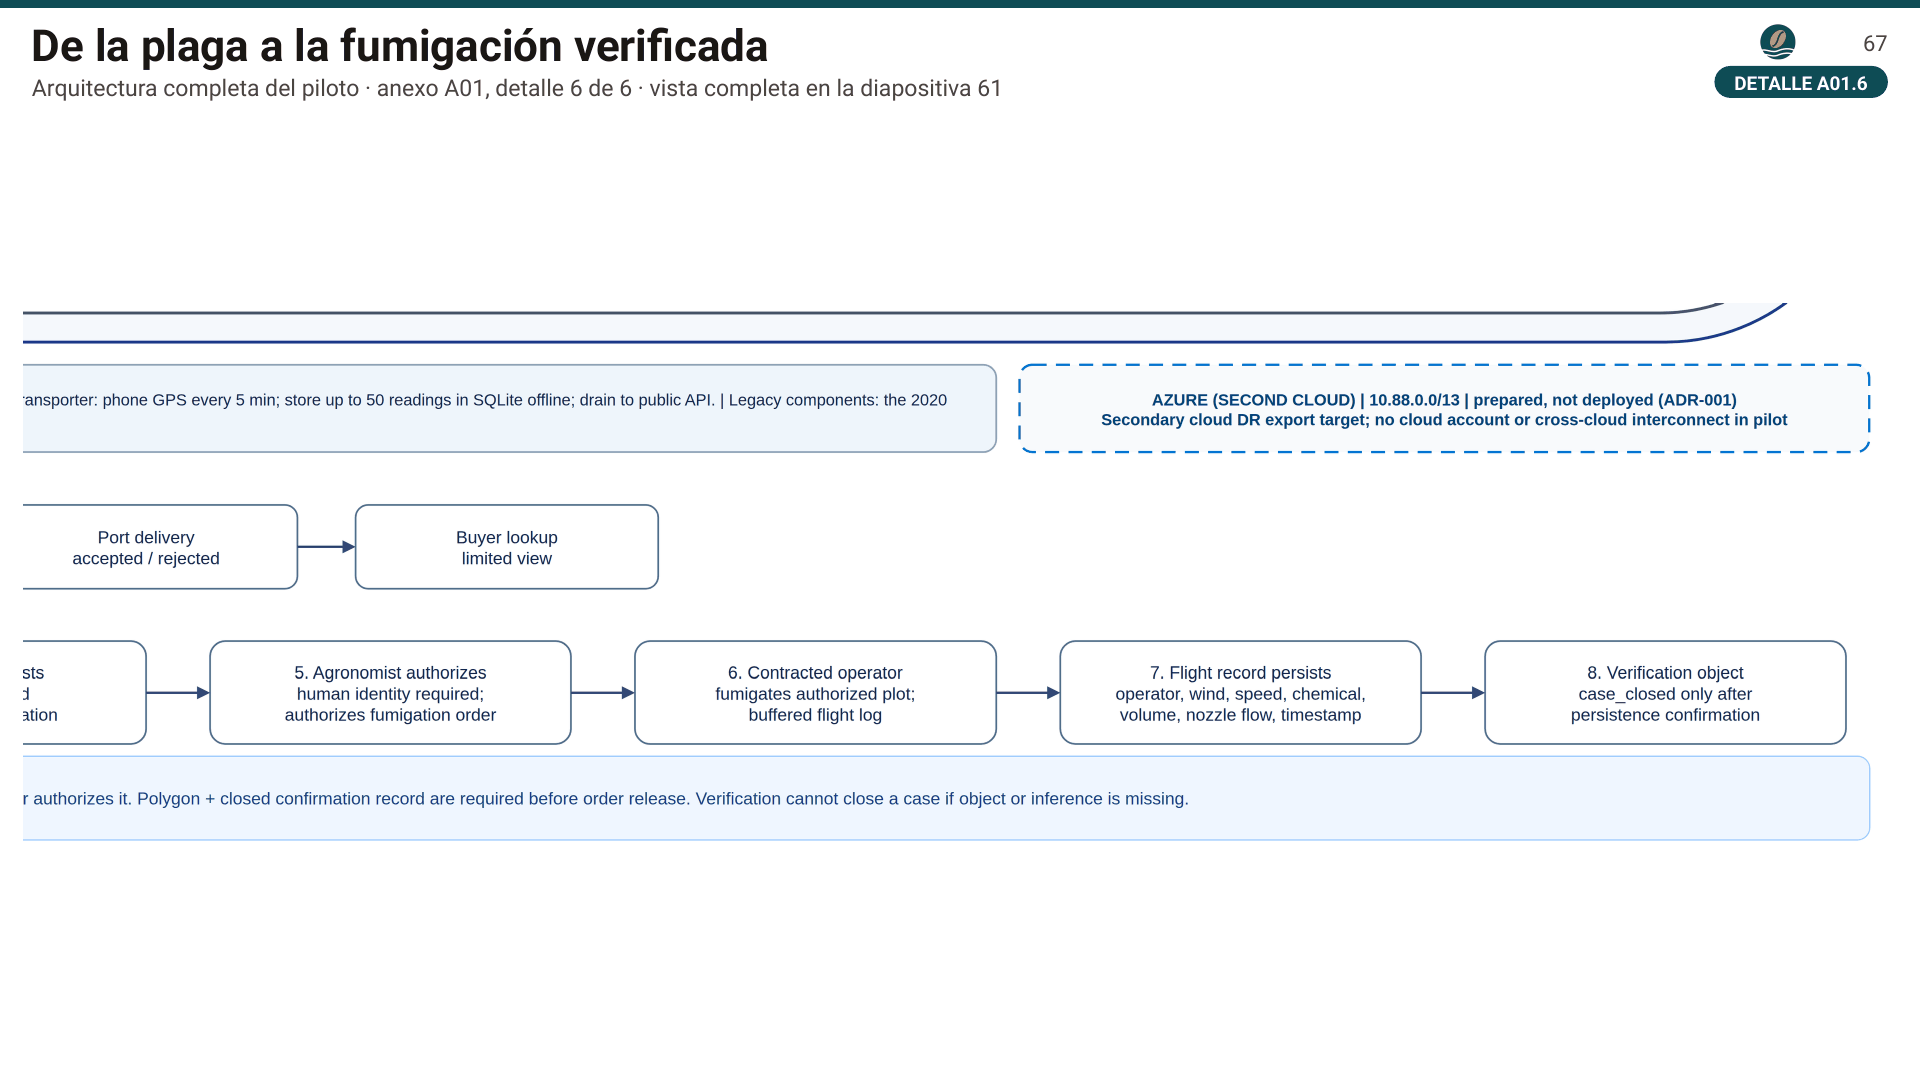 De la plaga a la fumigación verificada
67
Arquitectura completa del piloto · anexo A01, detalle 6 de 6 · vista completa en la diapositiva 61
DETALLE A01.6
ransporter: phone GPS every 5 min; store up to 50 readings in SQLite offline; drain to public API. | Legacy components: the 2020
AZURE (SECOND CLOUD) | 10.88.0.0/13 | prepared, not deployed (ADR-001)
Secondary cloud DR export target; no cloud account or cross-cloud interconnect in pilot
Port delivery
accepted / rejected
Buyer lookup
limited view
sts
d
ation
5. Agronomist authorizes
human identity required;
authorizes fumigation order
6. Contracted operator
fumigates authorized plot;
buffered flight log
7. Flight record persists
operator, wind, speed, chemical,
volume, nozzle flow, timestamp
8. Verification object
case_closed only after
persistence confirmation
r authorizes it. Polygon + closed confirmation record are required before order release. Verification cannot close a case if object or inference is missing.